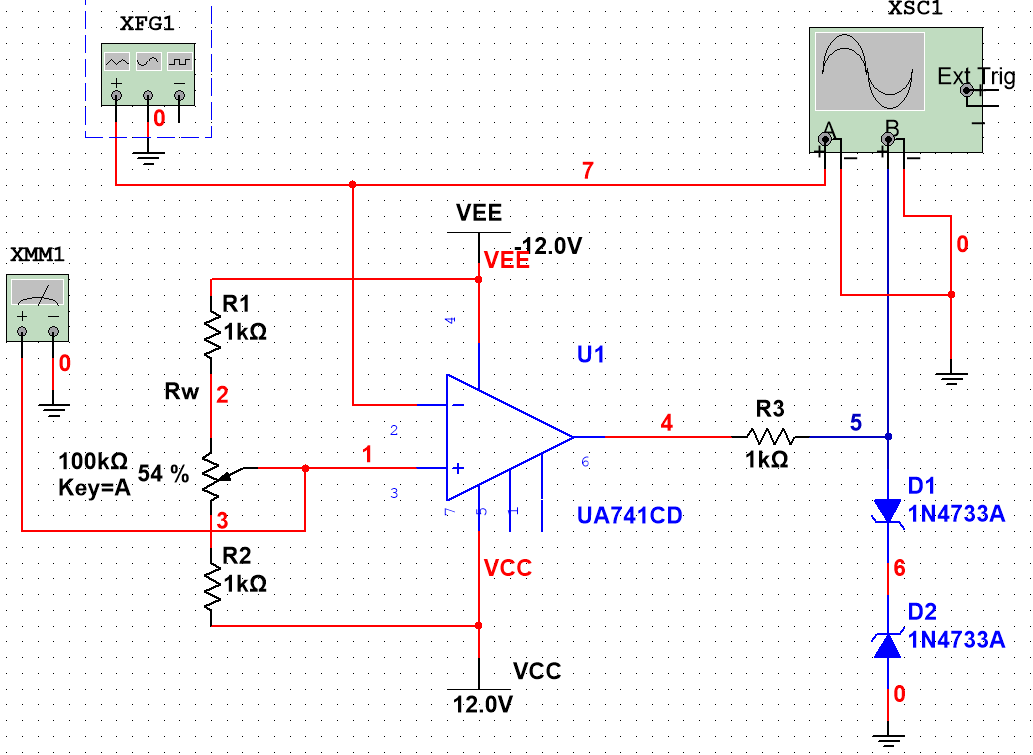 XFG1
+
−
0
XSC1
Ext Trig
+
−
A
B
+
−
+
−
7
VEE
-12.0V
VEE
0
XMM1
+
−
0
R1
1kΩ
4
U1
Rw
2
−
2
1
+
3
100kΩ
Key=A
54 %
3
6
4
R3
1kΩ
5
7
5
1
UA741CD
D1
1N4733A
R2
1kΩ
VCC
6
D2
1N4733A
VCC
12.0V
0